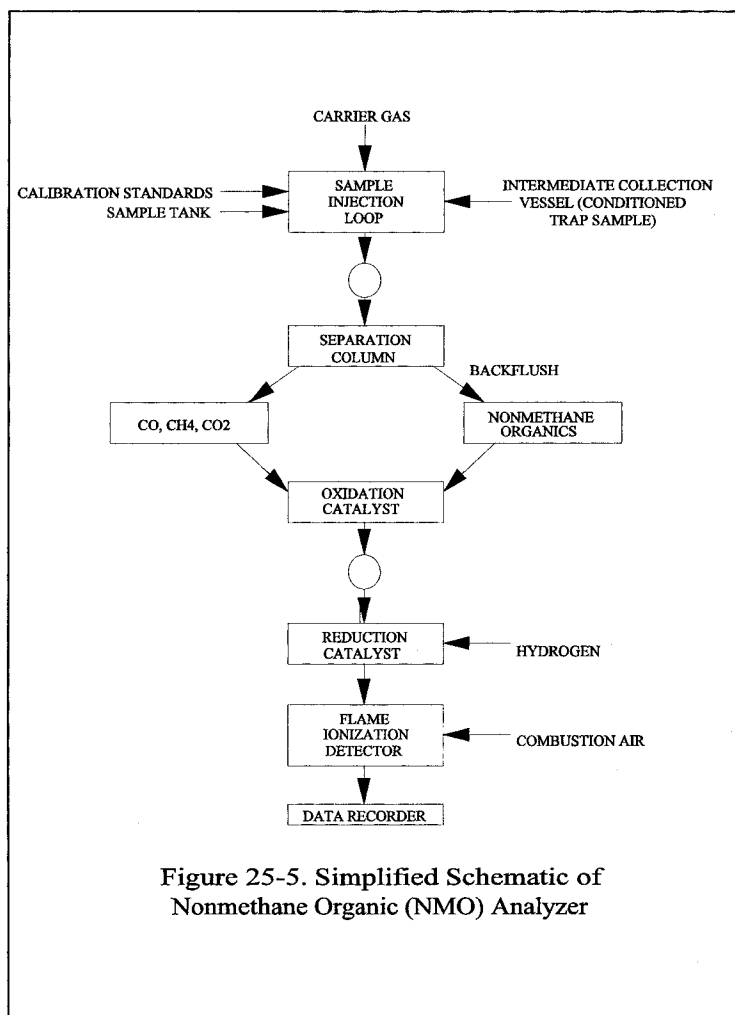 CARRIER GAS
CALIBRATION STANDARDS
SAMPLE TANK
SAMPLE
INJECTION
LOOP
INTERMEDIATE COLLECTION
VESSEL (CONDITIONED
TRAP SAMPLE)
SEPARATION
COLUMN
BACKFLUSH
CO, CH4, CO2
NONMETHANE
ORGANICS
OXIDATION
CATALYST
REDUCTION
CATALYST
HYDROGEN
FLAME
IONIZATION
DETECTOR
COMBUSTION AIR
DATA RECORDER
Figure 25-5. Simplified Schematic of
Nonmethane Organic (NMO) Analyzer